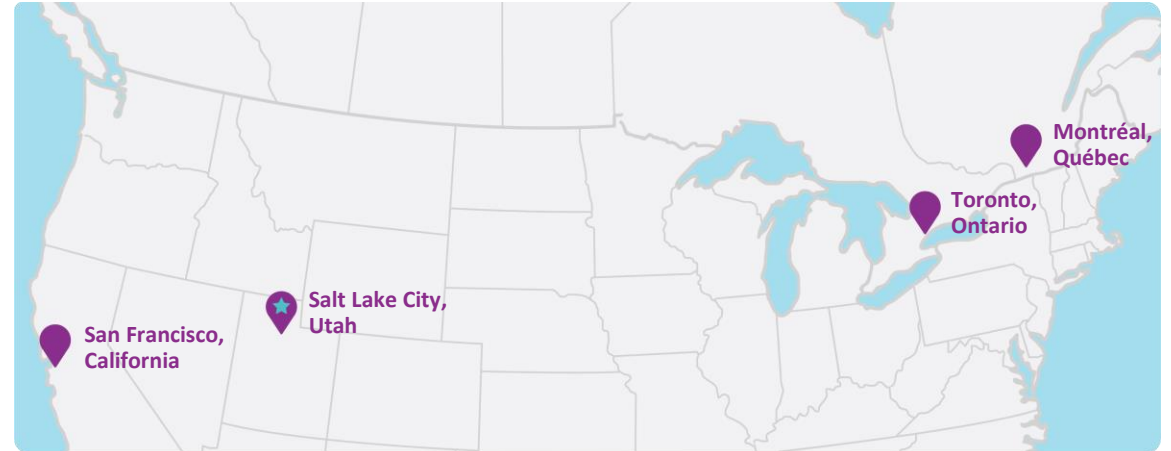 Montréal,
Québec
Toronto,
Ontario
Salt Lake City,
Utah
San Francisco,
California